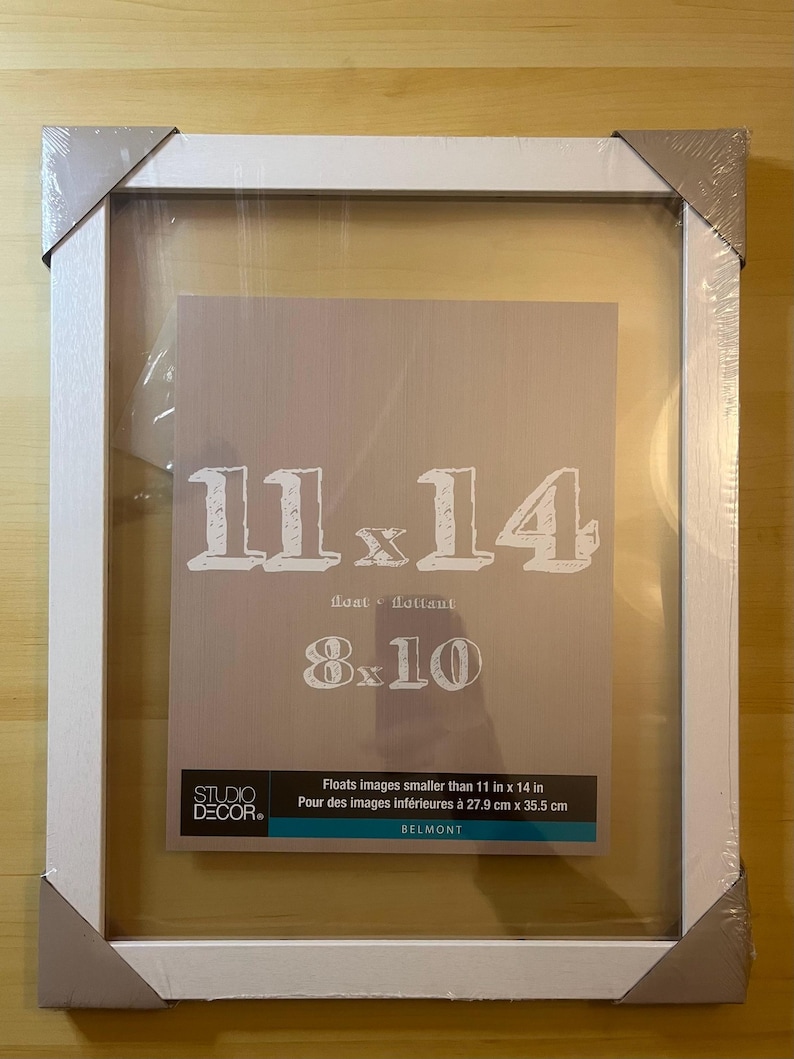 11x14
float • flottant
8x10
STUDIO
DECOR®
Floats images smaller than 11 in x 14 in
Pour des images inférieures à 27.9 cm x 35.5 cm
BELMONT